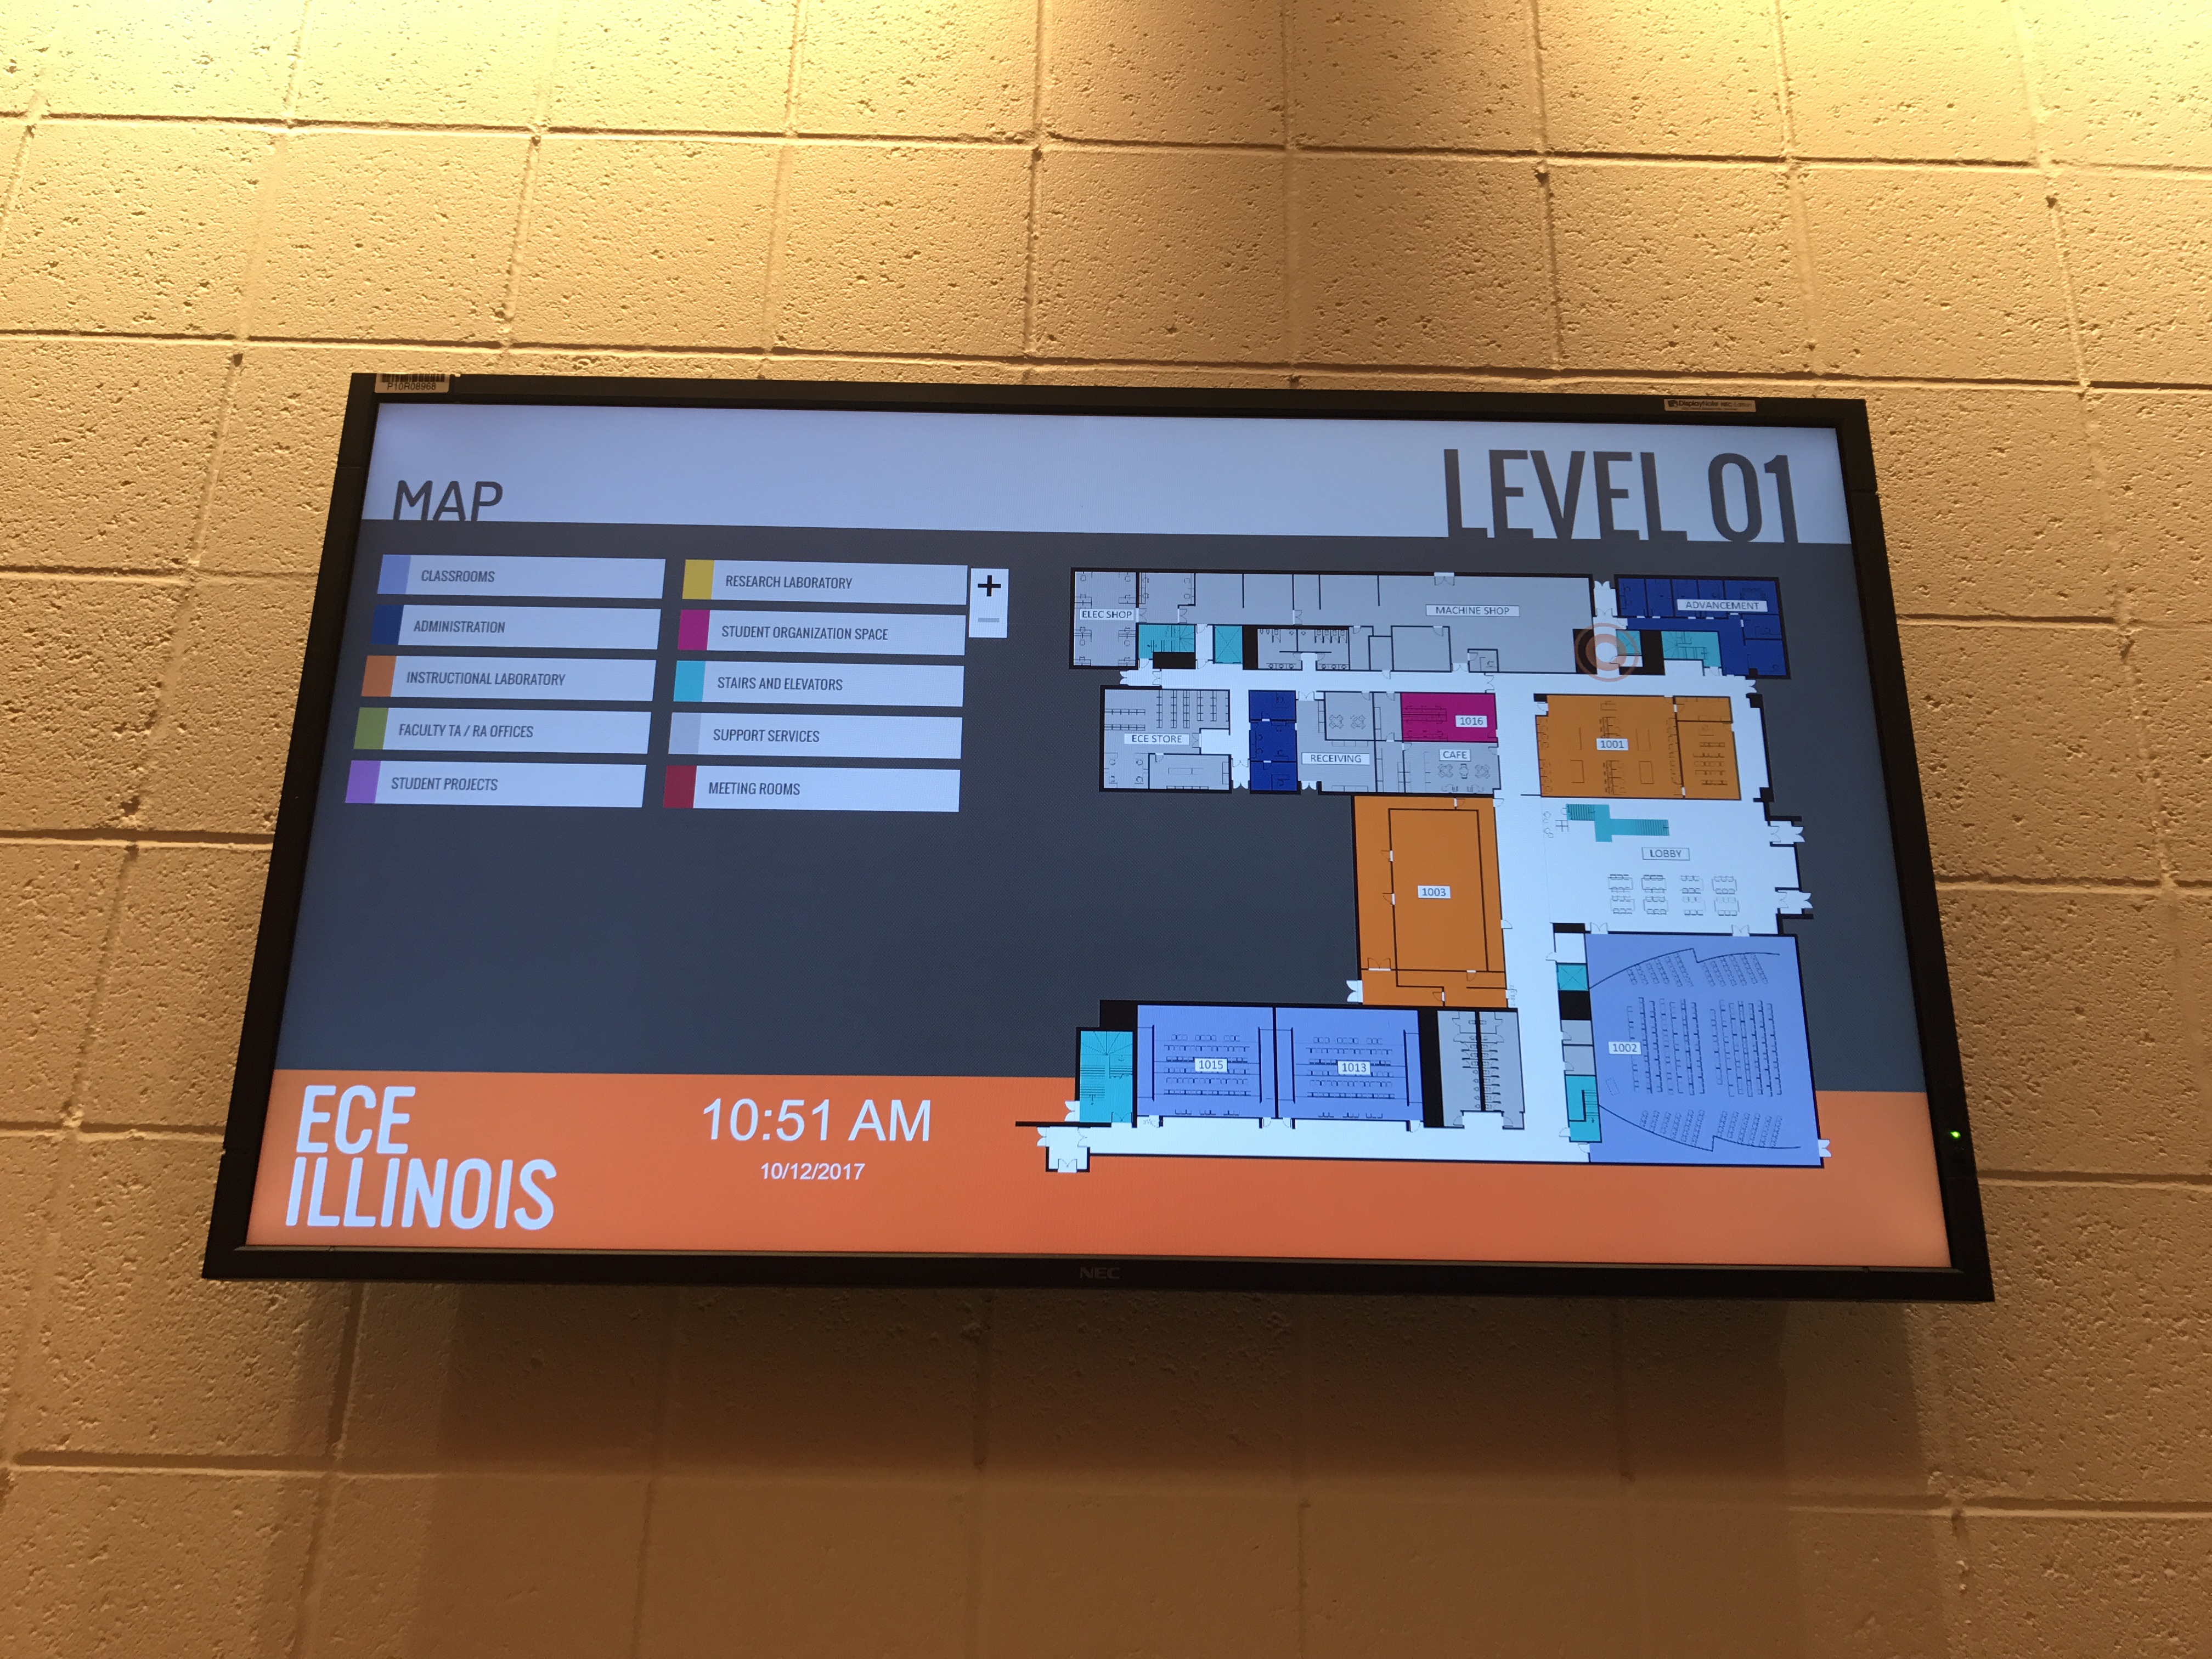 P10R08968
MAP
LEVEL 01
CLASSROOMS
ADMINISTRATION
INSTRUCTIONAL LABORATORY
FACULTY TA / RA OFFICES
STUDENT PROJECTS
RESEARCH LABORATORY
STUDENT ORGANIZATION SPACE
STAIRS AND ELEVATORS
SUPPORT SERVICES
MEETING ROOMS
+
ELEC SHOP
MACHINE SHOP
ADVANCEMENT
ECE STORE
RECEIVING
1016
CAFE
1001
LOBBY
1003
1015
1013
1002
ECE
ILLINOIS
10:51 AM
10/12/2017
NEC